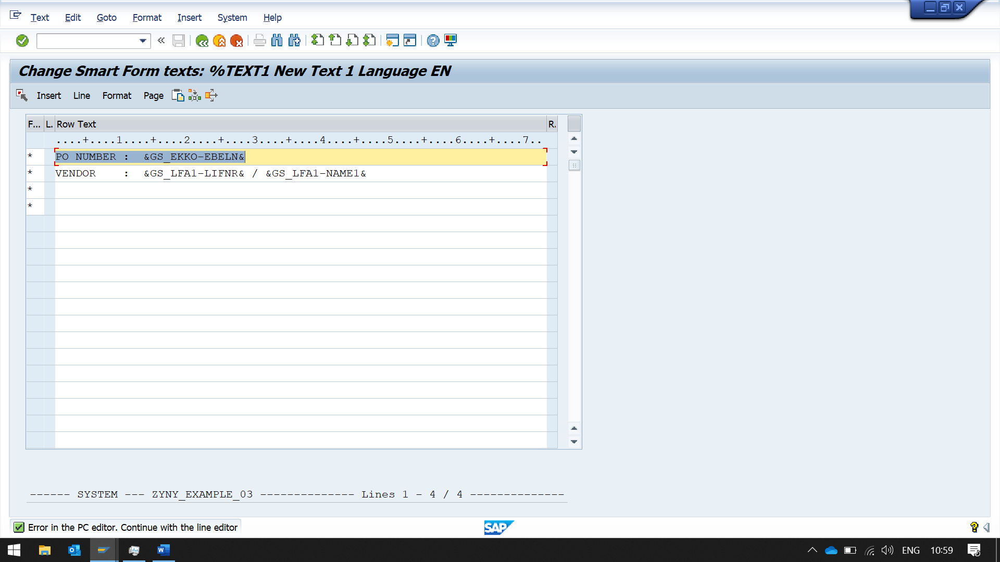 Text Edit Goto Format Insert System Help
Change Smart Form texts: %TEXT1 New Text 1 Language EN
Insert Line Format Page
F... L. Row Text R.
....+....1....+....2....+....3....+....4....+....5....+....6....+....7..
* PO NUMBER :  &GS_EKKO-EBELN&
* VENDOR    :  &GS_LFA1-LIFNR& / &GS_LFA1-NAME1&
*
*
------ SYSTEM --- ZYNY_EXAMPLE_03 -------------- Lines 1 - 4 / 4 --------------
Error in the PC editor. Continue with the line editor
SAP
ENG 10:59